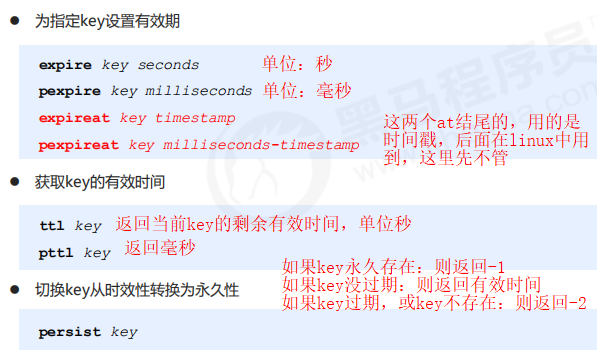 ● 为指定key设置有效期
expire key seconds 单位：秒
pexpire key milliseconds 单位：毫秒
expireat key timestamp
pexpireat key milliseconds-timestamp
这两个at结尾的，用的是
时间戳，后面在linux中用
到，这里先不管
● 获取key的有效时间
ttl key 返回当前key的剩余有效时间，单位秒
pttl key 返回毫秒
如果key永久存在：则返回-1
如果key没过期：则返回有效时间
如果key过期，或key不存在：则返回-2
● 切换key从时效性转换为永久性
persist key
黑马程序员